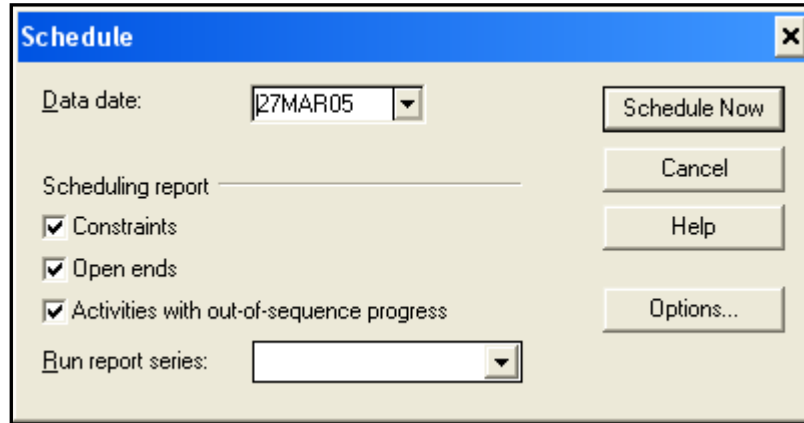 Schedule
Data date: 27MAR05
Schedule Now
Cancel
Scheduling report
Constraints
Help
Open ends
Activities with out-of-sequence progress
Options...
Run report series: